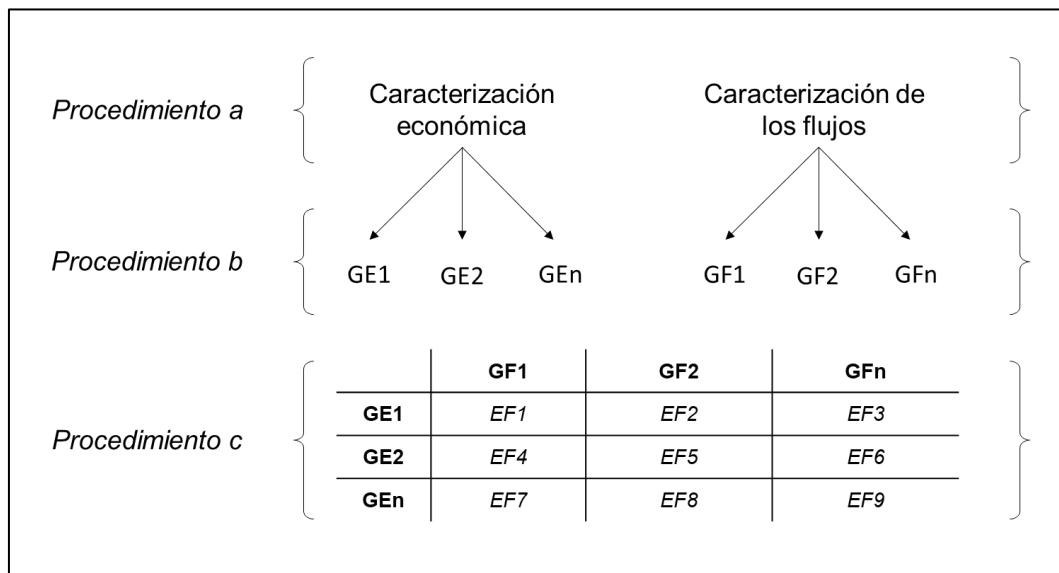 Procedimiento a
Caracterización
económica
Caracterización de
los flujos
Procedimiento b
GE1 GE2 GEn GF1 GF2 GFn
Procedimiento c
GF1 GF2 GFn
GE1 EF1 EF2 EF3
GE2 EF4 EF5 EF6
GEn EF7 EF8 EF9